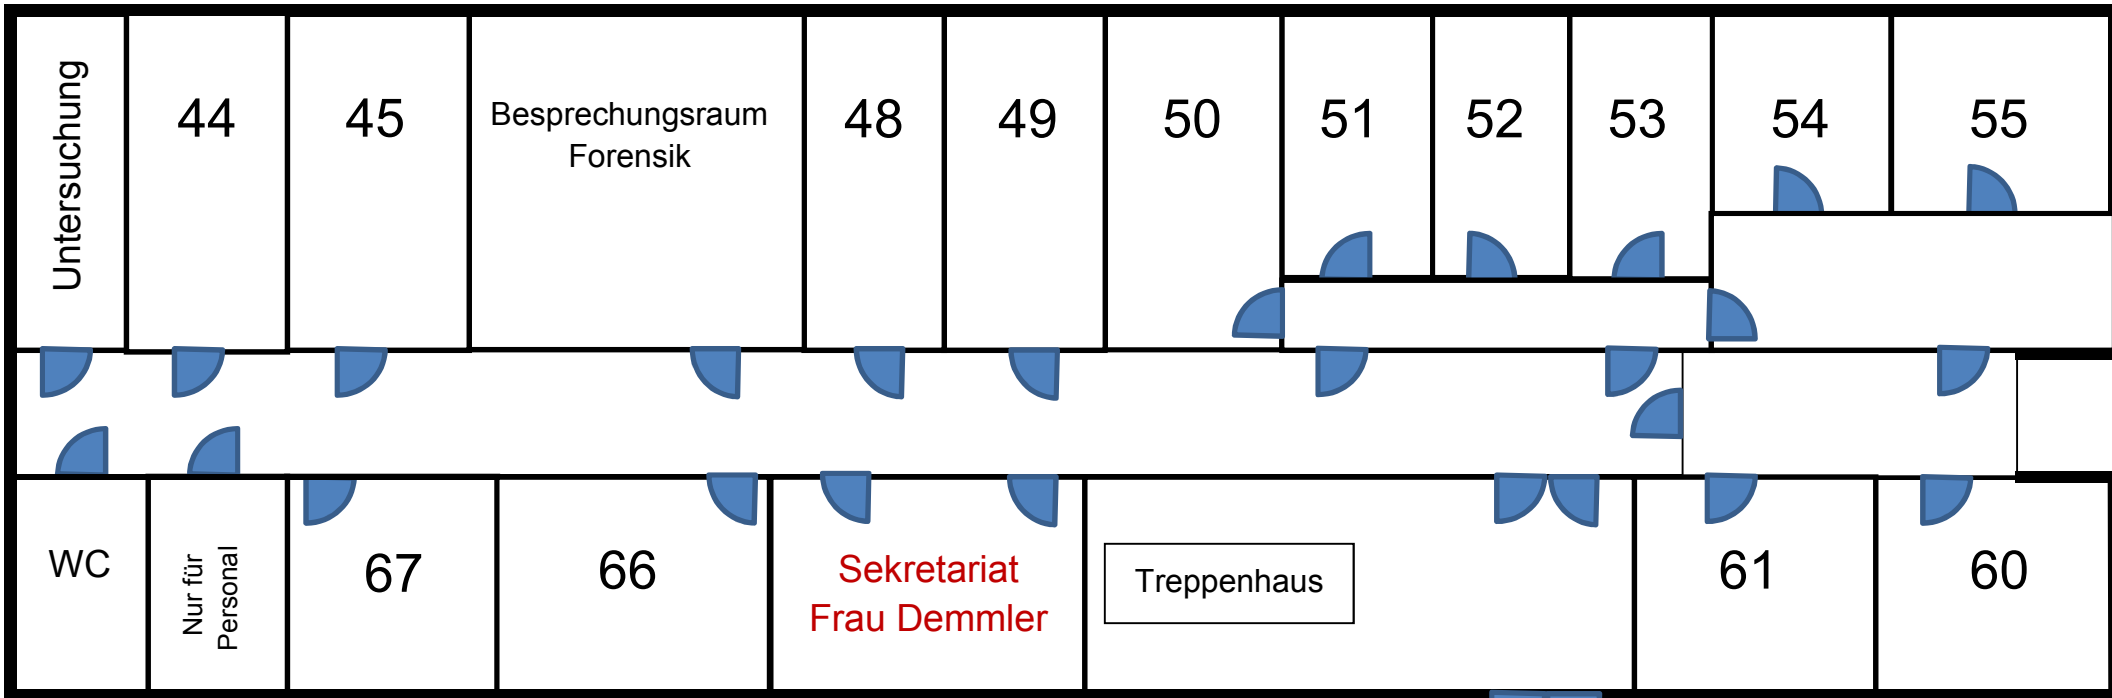 Untersuchung
44
45
Besprechungsraum
Forensik
48
49
50
51
52
53
54
55
WC
Nur für
Personal
67
66
Sekretariat
Frau Demmler
Treppenhaus
61
60